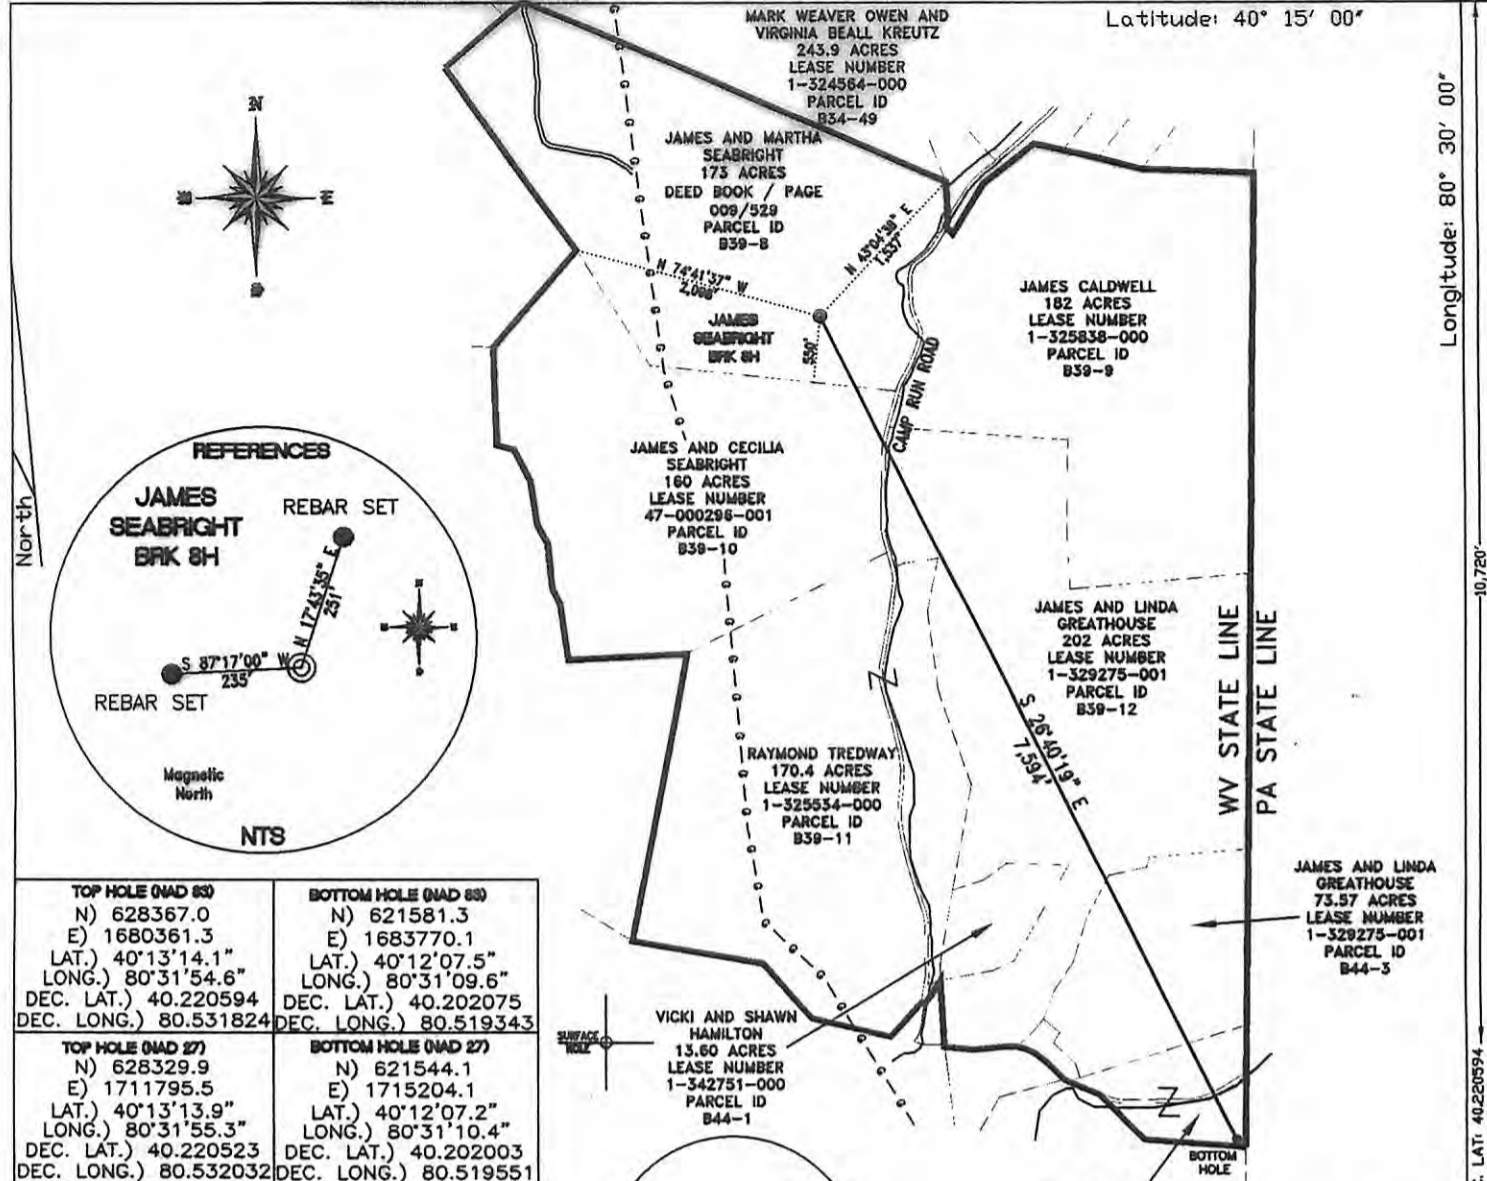 Latitude: 40° 15' 00"
Longitude: 80° 30' 00"
MARK WEAVER OWEN AND
VIRGINIA BEALL KREUTZ
243.9 ACRES
LEASE NUMBER
1-324564-000
PARCEL ID
B34-49
N
JAMES AND MARTHA
SEABRIGHT
173 ACRES
DEED BOOK / PAGE
009/529
PARCEL ID
B39-8
N 43°04'38" E
1,537'
N 74°41'37" W
JAMES
SEABRIGHT
BRK 8H
550'
JAMES CALDWELL
182 ACRES
LEASE NUMBER
1-325838-000
PARCEL ID
B39-9
CAMP RUN ROAD
JAMES AND CECILIA
SEABRIGHT
160 ACRES
LEASE NUMBER
47-000296-001
PARCEL ID
B39-10
North
REFERENCES
JAMES
SEABRIGHT
BRK 8H
REBAR SET
N 17°43'35" E
251'
S 87°17'00" W
235'
REBAR SET
Magnetic
North
NTS
JAMES AND LINDA
GREATHOUSE
202 ACRES
LEASE NUMBER
1-329275-001
PARCEL ID
B39-12
WV STATE LINE
PA STATE LINE
10,720'
S 26°40'19" E
7,594'
RAYMOND TREDWAY
170.4 ACRES
LEASE NUMBER
1-325534-000
PARCEL ID
B39-11
JAMES AND LINDA
GREATHOUSE
73.57 ACRES
LEASE NUMBER
1-329275-001
PARCEL ID
B44-3
TOP HOLE (NAD 83)
N) 628367.0
E) 1680361.3
LAT.) 40°13'14.1"
LONG.) 80°31'54.6"
DEC. LAT.) 40.220594
DEC. LONG.) 80.531824
BOTTOM HOLE (NAD 83)
N) 621581.3
E) 1683770.1
LAT.) 40°12'07.5"
LONG.) 80°31'09.6"
DEC. LAT.) 40.202075
DEC. LONG.) 80.519343
TOP HOLE (NAD 27)
N) 628329.9
E) 1711795.5
LAT.) 40°13'13.9"
LONG.) 80°31'55.3"
DEC. LAT.) 40.220523
DEC. LONG.) 80.532032
BOTTOM HOLE (NAD 27)
N) 621544.1
E) 1715204.1
LAT.) 40°12'07.2"
LONG.) 80°31'10.4"
DEC. LAT.) 40.202003
DEC. LONG.) 80.519551
SURFACE
HOLE
VICKI AND SHAWN
HAMILTON
13.60 ACRES
LEASE NUMBER
1-342751-000
PARCEL ID
B44-1
BOTTOM
HOLE
LAT: 40.220594